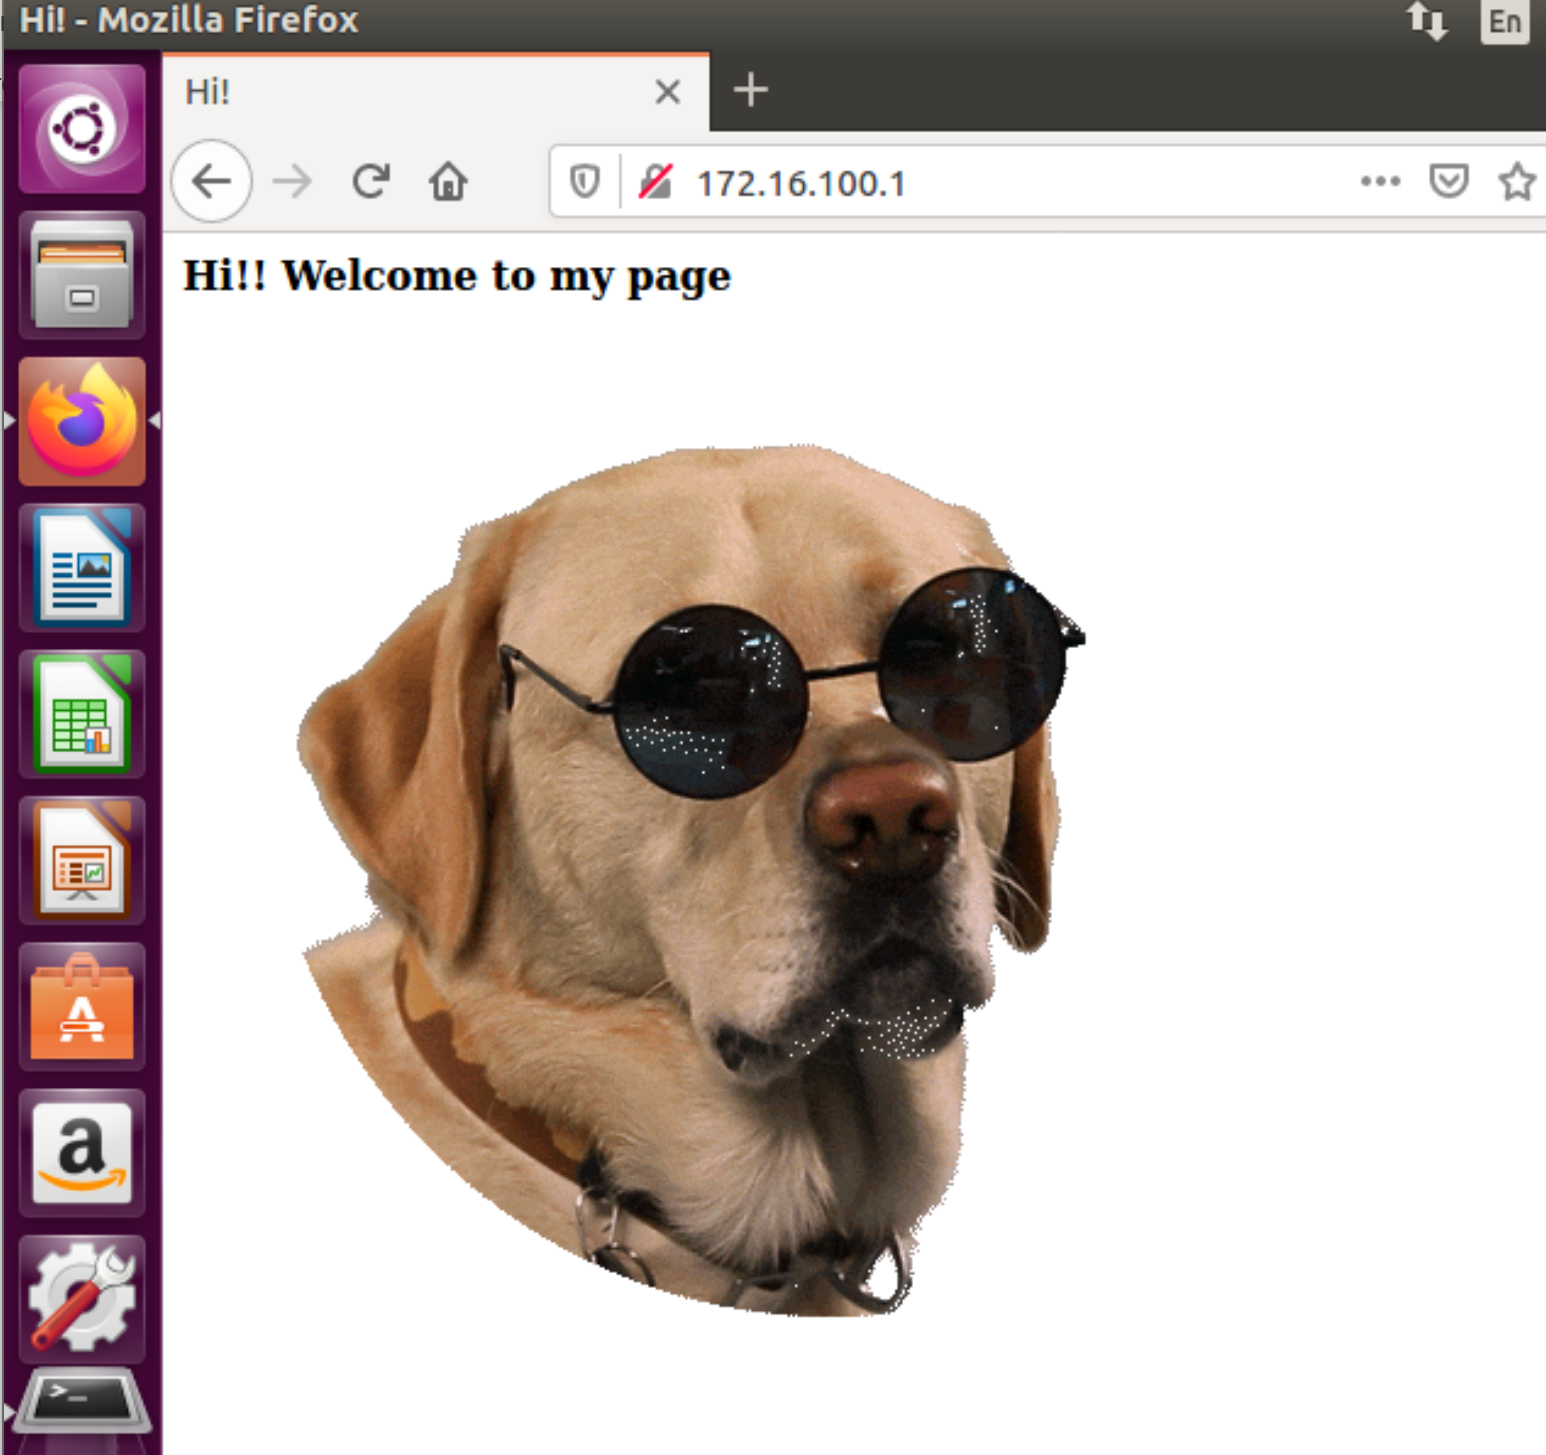 Hi! - Mozilla Firefox
En
Hi!
172.16.100.1
Hi!! Welcome to my page
A
a
>_